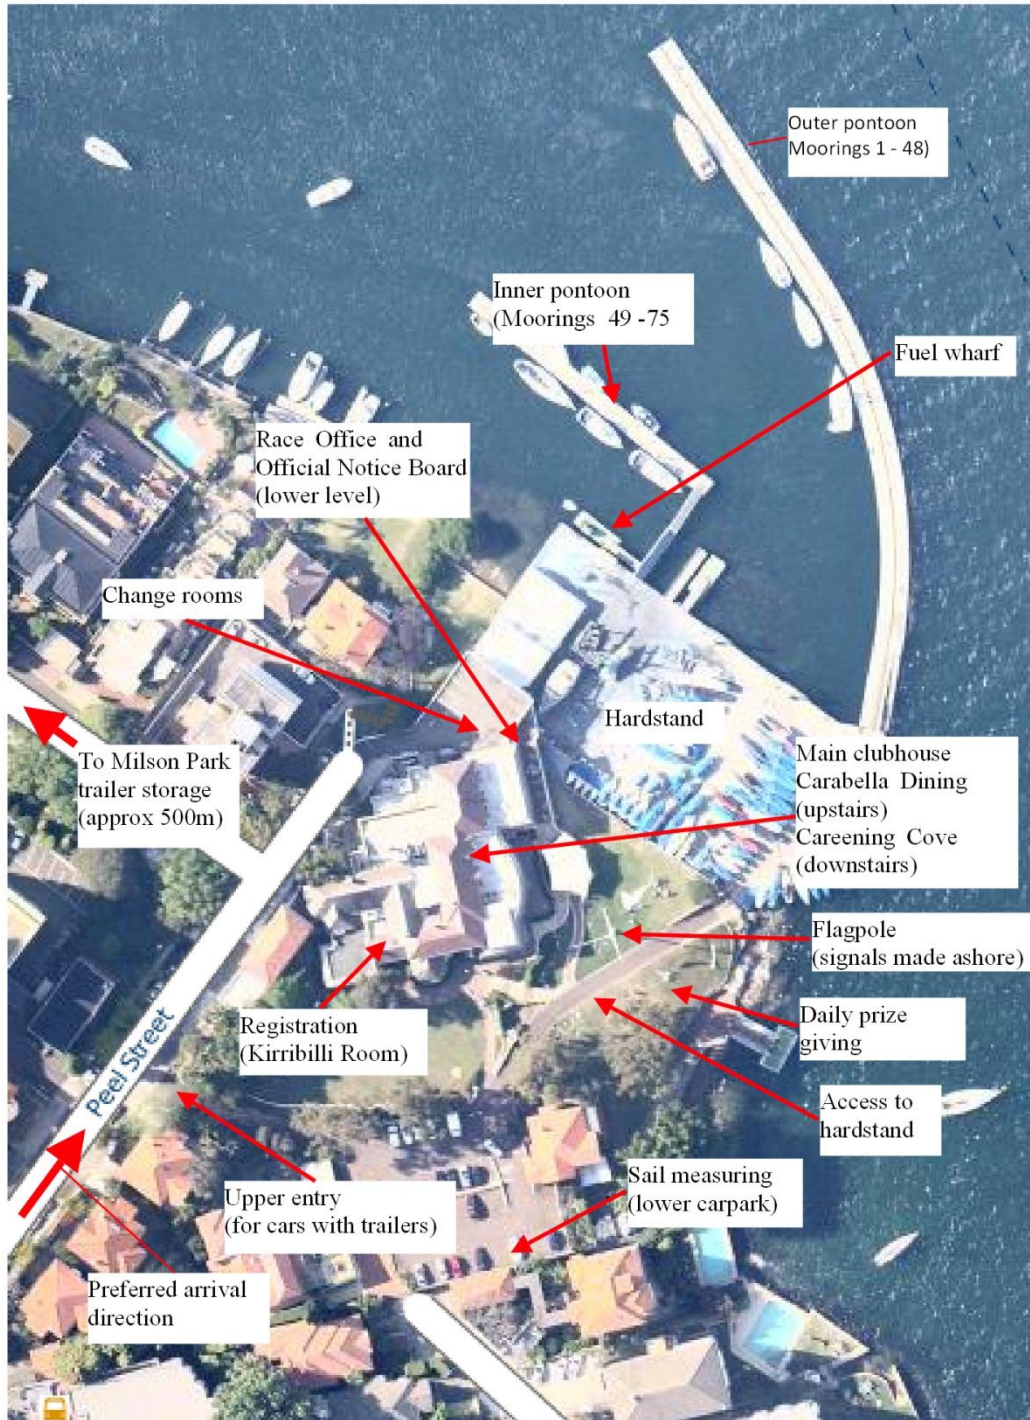 Outer pontoon
Moorings 1 - 48)
Inner pontoon
(Moorings 49 -75
Fuel wharf
Race Office and
Official Notice Board
(lower level)
Change rooms
Hardstand
To Milson Park
trailer storage
(approx 500m)
Main clubhouse
Carabella Dining
(upstairs)
Careening Cove
(downstairs)
Flagpole
(signals made ashore)
Registration
(Kirribilli Room)
Daily prize
giving
Peel Street
Access to
hardstand
Upper entry
(for cars with trailers)
Sail measuring
(lower carpark)
Preferred arrival
direction